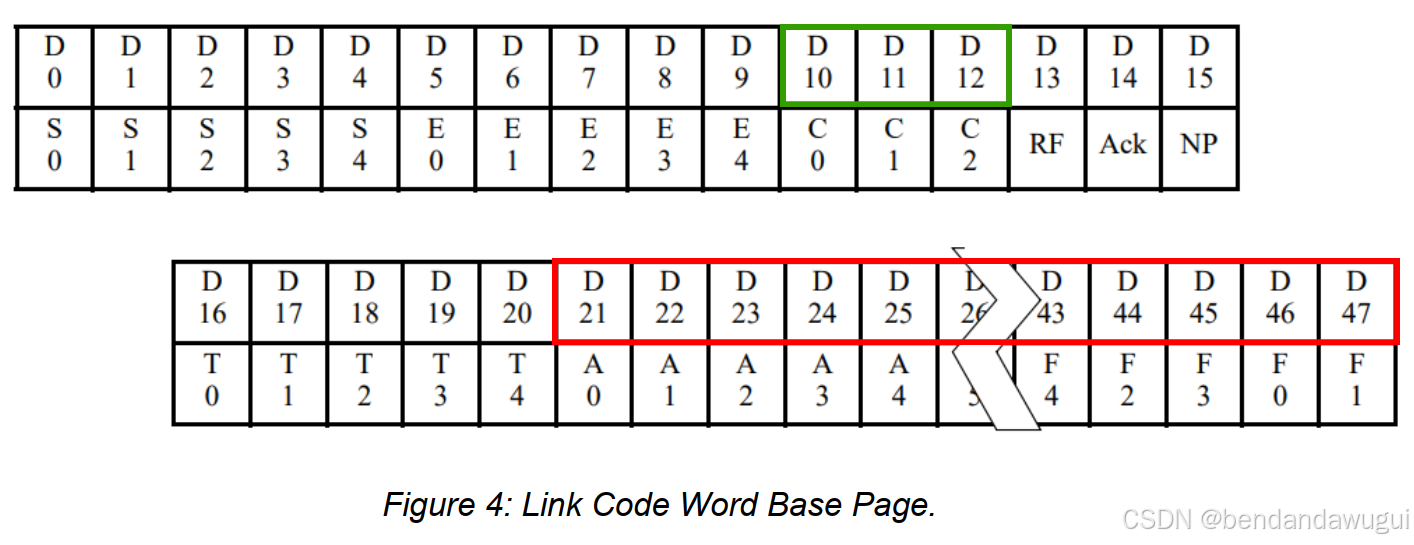 D D D D D D D D D D D D D D D D
0 1 2 3 4 5 6 7 8 9 10 11 12 13 14 15
S S S S S E E E E E C C C RF Ack NP
0 1 2 3 4 0 1 2 3 4 0 1 2
D D D D D D D D D D D D D D D D
16 17 18 19 20 21 22 23 24 25 26 43 44 45 46 47
T T T T T A A A A A F F F F F
0 1 2 3 4 0 1 2 3 4 5 4 2 3 0 1
Figure 4: Link Code Word Base Page.
CSDN @bendandawugui